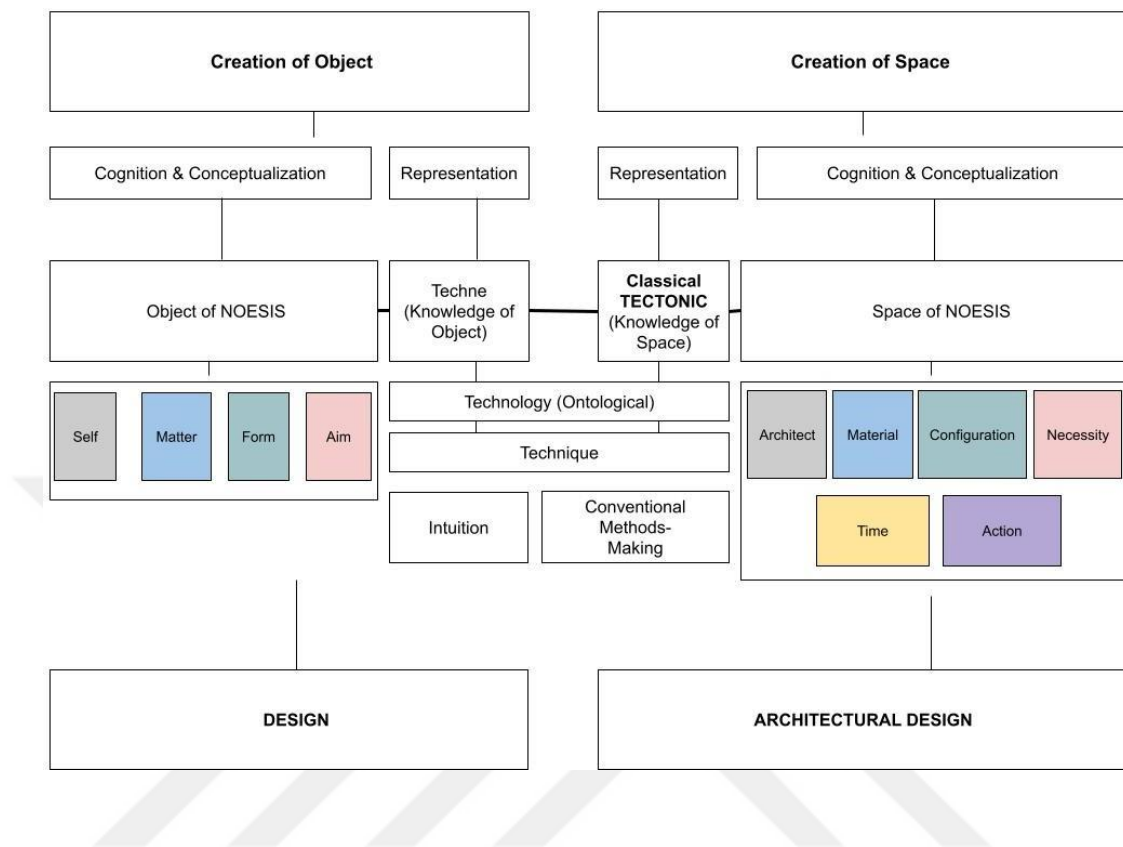 Creation of Object
Creation of Space
Cognition & Conceptualization
Representation
Representation
Cognition & Conceptualization
Object of NOESIS
Techne
(Knowledge of
Object)
Classical
TECTONIC
(Knowledge of
Space)
Space of NOESIS
Technology (Ontological)
Technique
Self
Matter
Form
Aim
Architect
Material
Configuration
Necessity
Intuition
Conventional
Methods-
Making
Time
Action
DESIGN
ARCHITECTURAL DESIGN